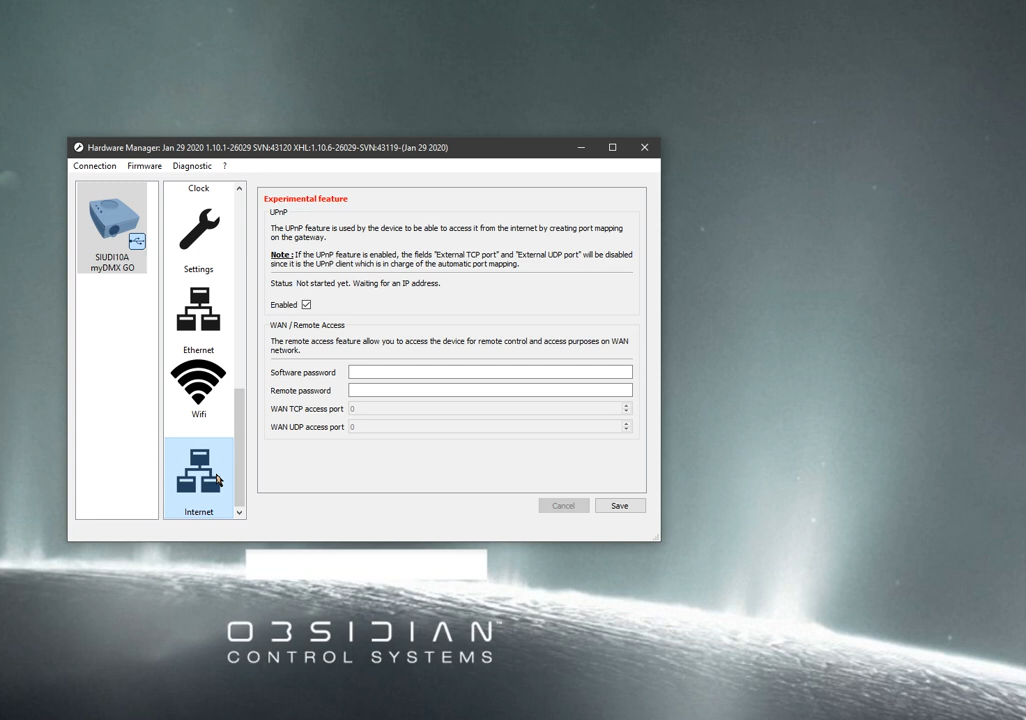 Hardware Manager: Jan 29 2020 1.10.1-26029 SVN:43120 XHL:1.10.6-26029-SVN:43119-(Jan 29 2020)
Connection Firmware Diagnostic ?
SIUDI10A
myDMX GO
Clock
Settings
Ethernet
Wifi
Internet
Experimental feature
UPnP
The UPnP feature is used by the device to be able to access it from the internet by creating port mapping
on the gateway.
Note : If the UPnP feature is enabled, the fields "External TCP port" and "External UDP port" will be disabled
since it is the UPnP client which is in charge of the automatic port mapping.
Status Not started yet. Waiting for an IP address.
Enabled
WAN / Remote Access
The remote access feature allow you to access the device for remote control and access purposes on WAN
network.
Software password
Remote password
WAN TCP access port 0
WAN UDP access port 0
Cancel Save
OBSIDIAN™
CONTROL SYSTEMS